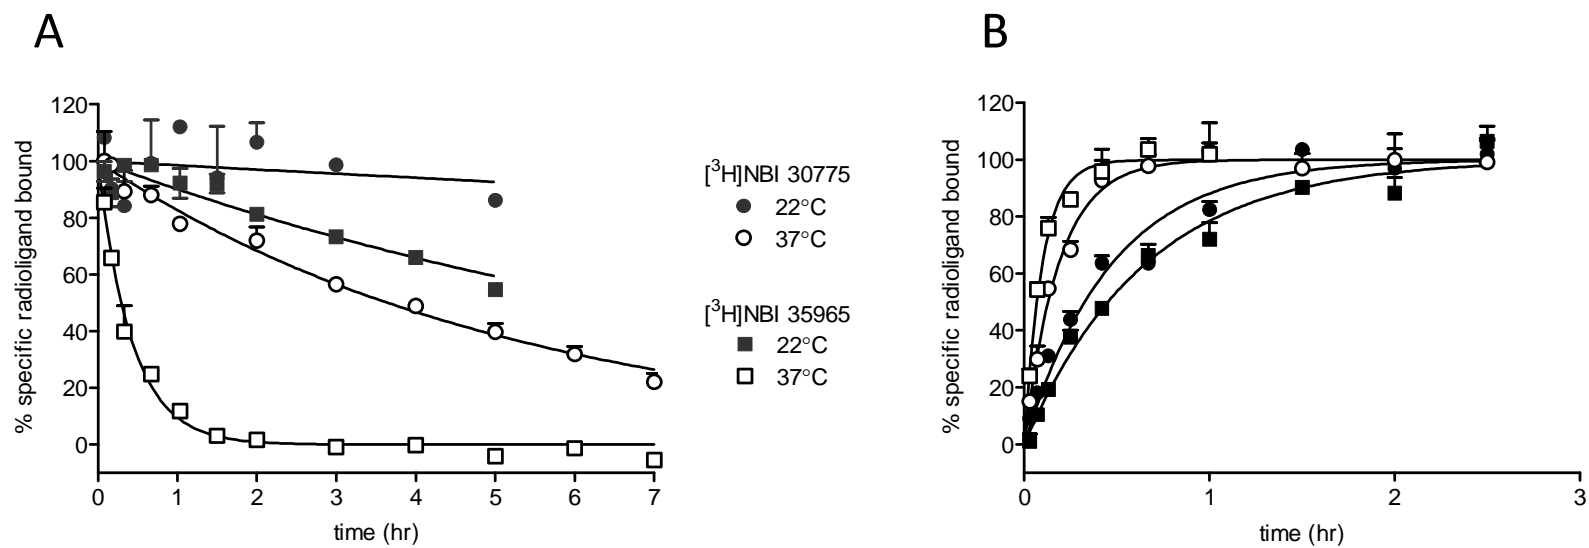 A
B
% specific radioligand bound
120
100
80
60
40
20
0
0 1 2 3 4 5 6 7
time (hr)
[³H]NBI 30775
22°C
37°C
[³H]NBI 35965
22°C
37°C
% specific radioligand bound
120
100
80
60
40
20
0
0 1 2 3
time (hr)